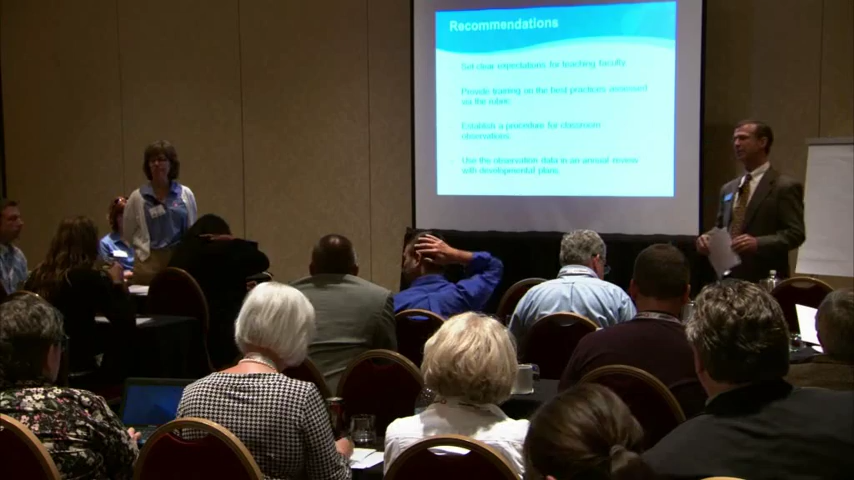 Recommendations
Set clear expectations for teaching faculty.
Provide training on the best practices assessed
via the rubric.
Establish a procedure for classroom
observations.
Use the observation data in an annual review
with developmental plans.